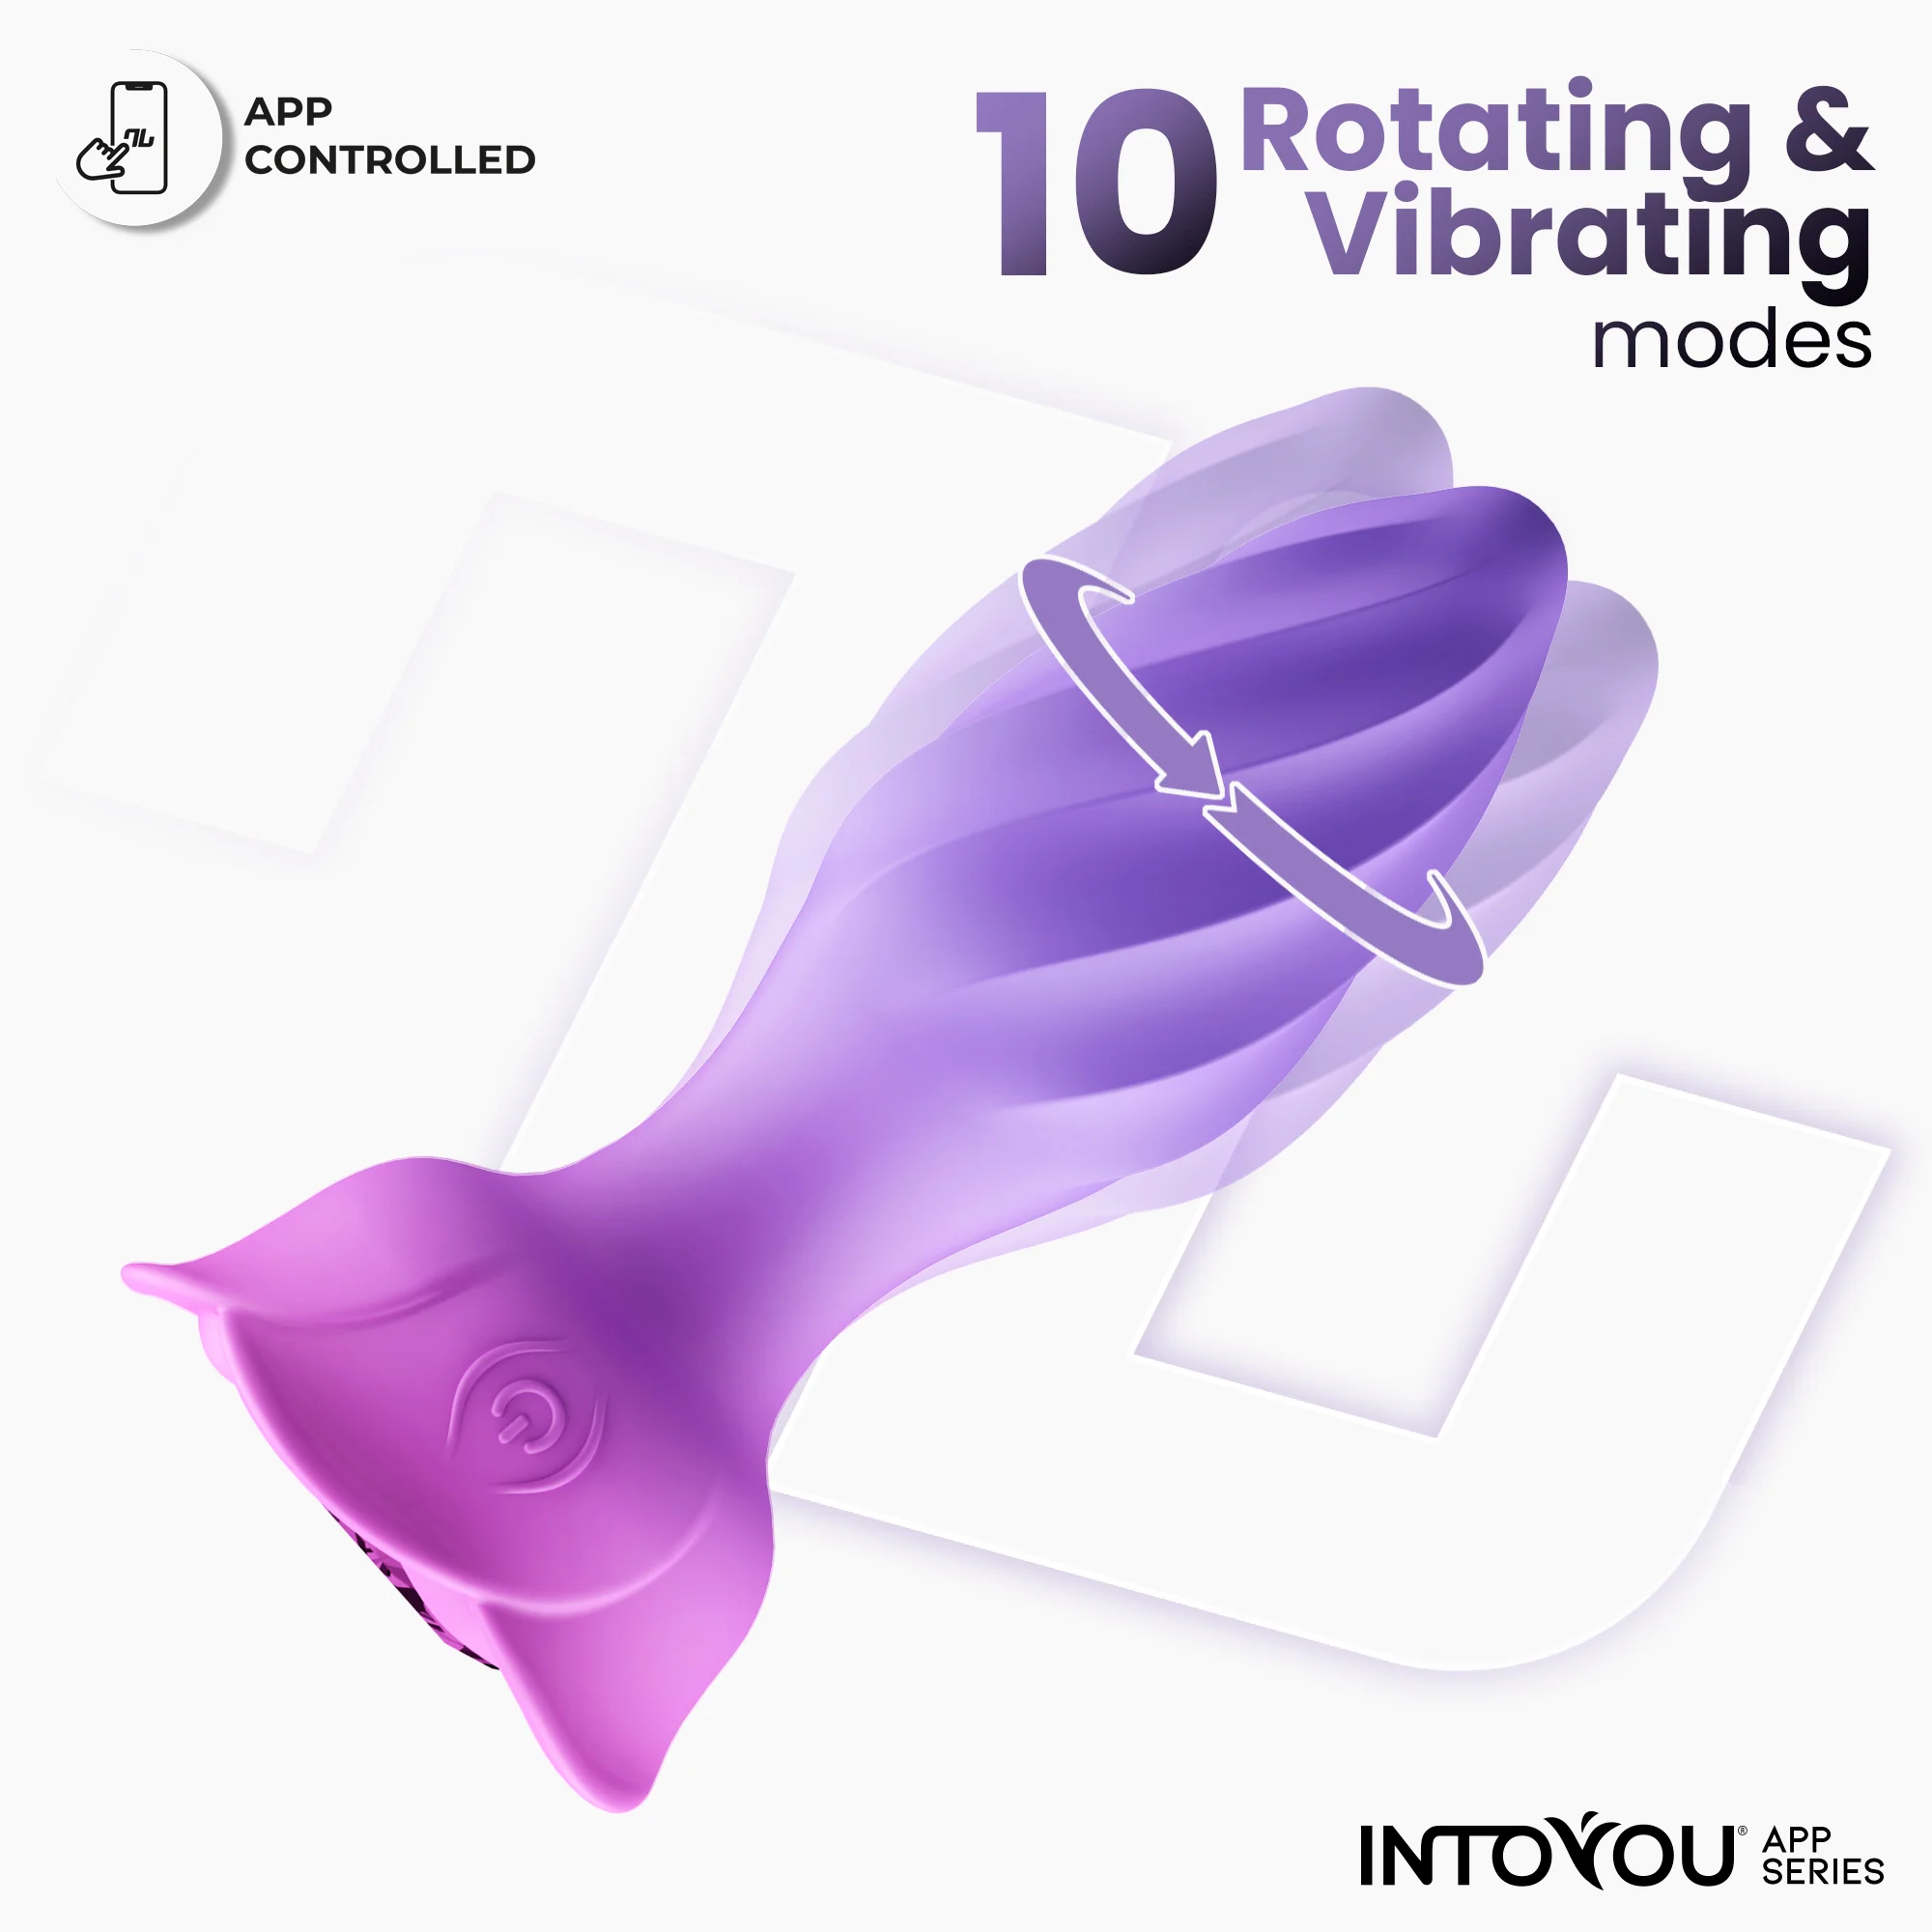 APP
CONTROLLED
10 Rotating &
Vibrating
modes
INTOYOU® APP
SERIES